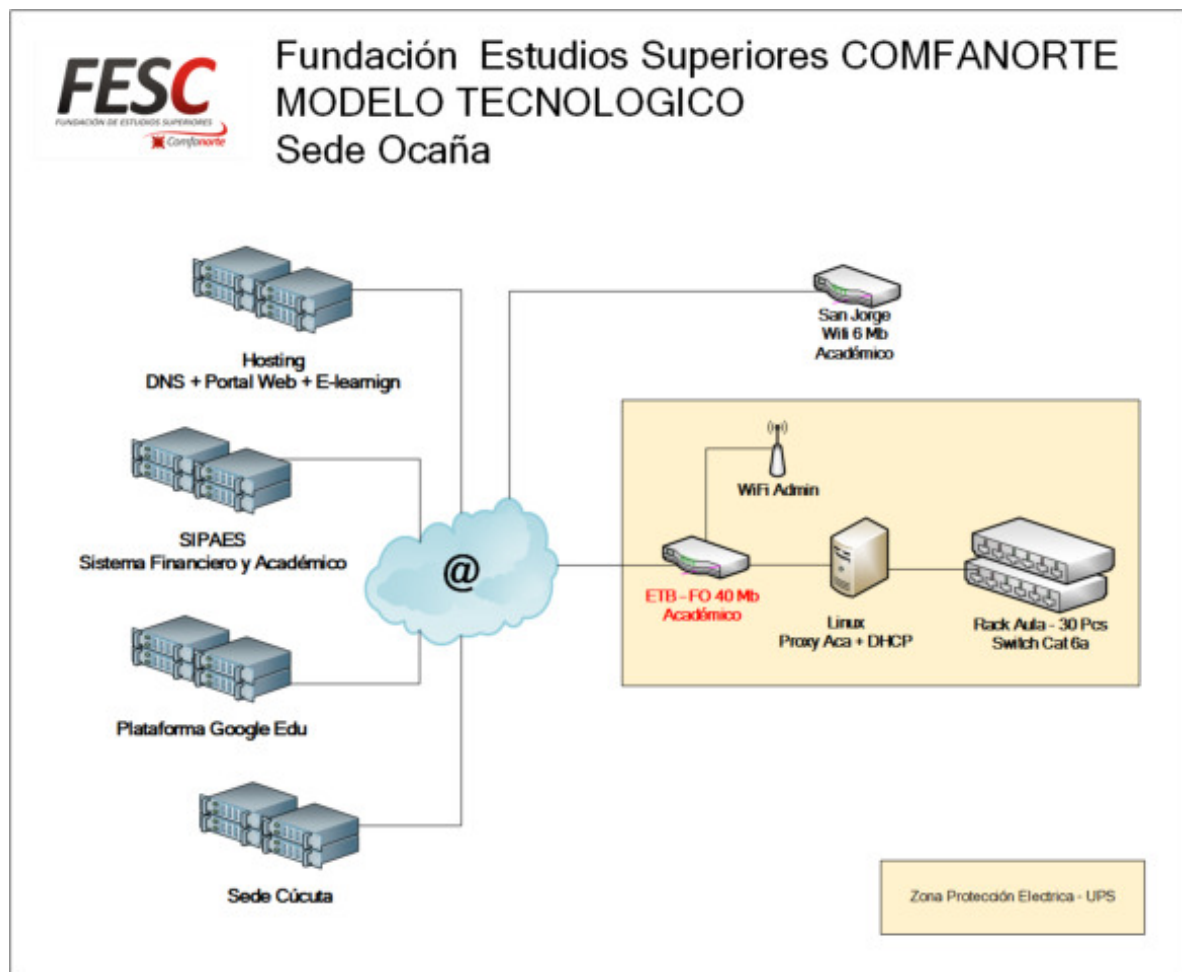 FESC
FUNDACIÓN DE ESTUDIOS SUPERIORES
Comfanorte
Fundación Estudios Superiores COMFANORTE
MODELO TECNOLOGICO
Sede Ocaña
Hosting
DNS + Portal Web + E-learnign
San Jorge
Wifi 6 Mb
Académico
WiFi Admin
SIPAES
Sistema Financiero y Académico
@
ETB - FO 40 Mb
Académico
Linux
Proxy Aca + DHCP
Rack Aula - 30 Pcs
Switch Cat 6a
Plataforma Google Edu
Sede Cúcuta
Zona Protección Electrica - UPS